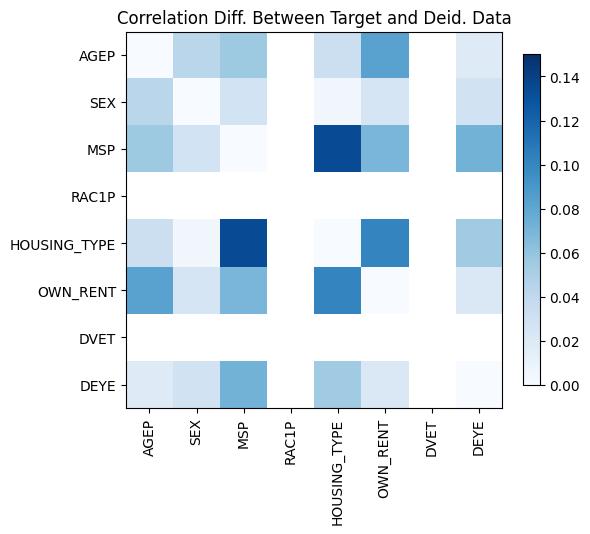 Correlation Diff. Between Target and Deid. Data
AGEP
SEX
MSP
RAC1P
HOUSING_TYPE
OWN_RENT
DVET
DEYE
AGEP
SEX
MSP
RAC1P
HOUSING_TYPE
OWN_RENT
DVET
DEYE
0.14
0.12
0.10
0.08
0.06
0.04
0.02
0.00